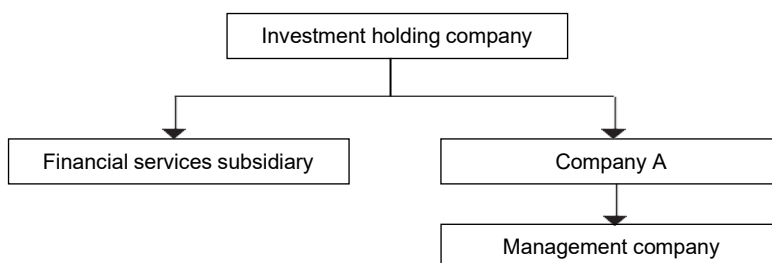 Investment holding company
Financial services subsidiary
Company A
Management company